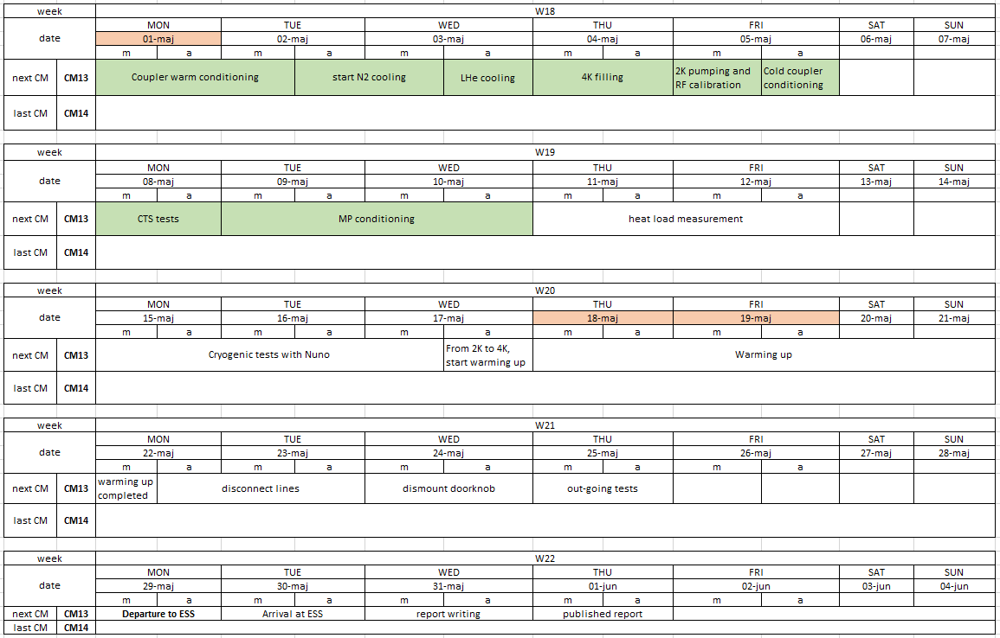 week W18
MON TUE WED THU FRI SAT SUN
date 01-maj 02-maj 03-maj 04-maj 05-maj 06-maj 07-maj
m a m a m a m a m a
next CM CM13 Coupler warm conditioning start N2 cooling LHe cooling 4K filling 2K pumping and RF calibration Cold coupler conditioning
last CM CM14
week W19
MON TUE WED THU FRI SAT SUN
date 08-maj 09-maj 10-maj 11-maj 12-maj 13-maj 14-maj
m a m a m a m a m a
next CM CM13 CTS tests MP conditioning heat load measurement
last CM CM14
week W20
MON TUE WED THU FRI SAT SUN
date 15-maj 16-maj 17-maj 18-maj 19-maj 20-maj 21-maj
m a m a m a m a m a
next CM CM13 Cryogenic tests with Nuno From 2K to 4K, start warming up Warming up
last CM CM14
week W21
MON TUE WED THU FRI SAT SUN
date 22-maj 23-maj 24-maj 25-maj 26-maj 27-maj 28-maj
m a m a m a m a m a
next CM CM13 warming up completed disconnect lines dismount doorknob out-going tests
last CM CM14
week W22
MON TUE WED THU FRI SAT SUN
date 29-maj 30-maj 31-maj 01-jun 02-jun 03-jun 04-jun
m a m a m a m a m a
next CM CM13 Departure to ESS Arrival at ESS report writing published report
last CM CM14